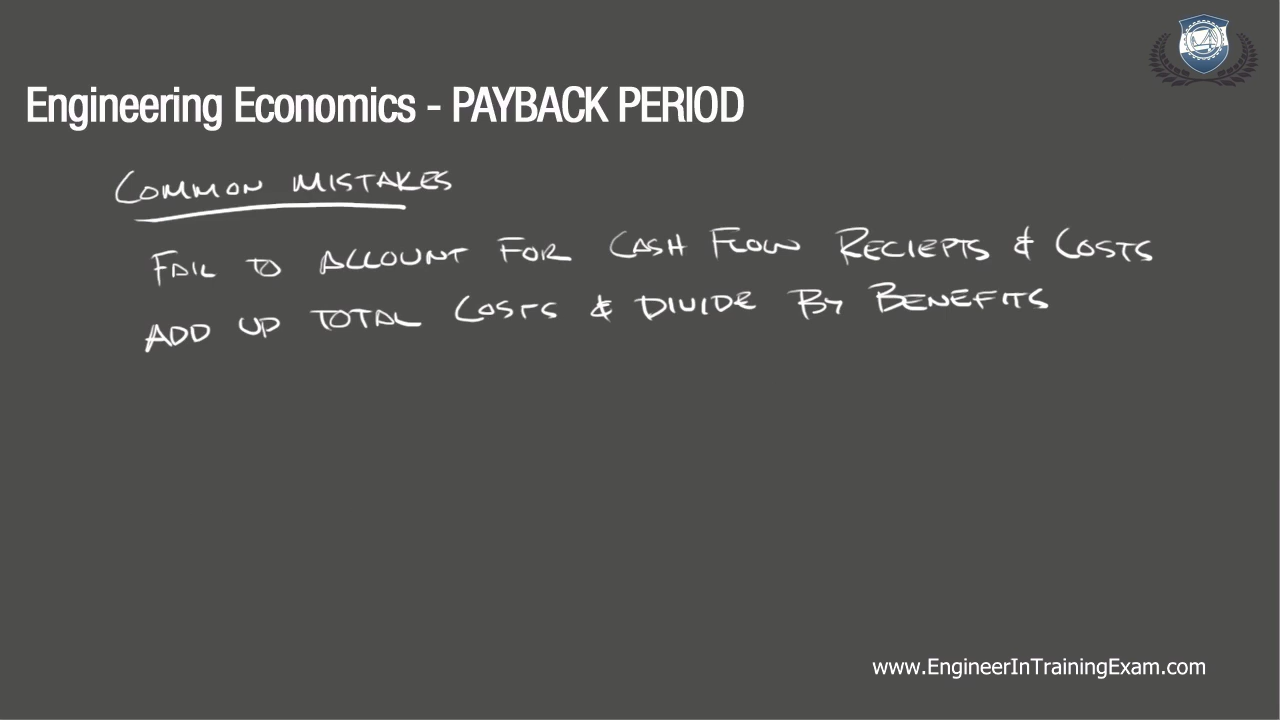 Engineering Economics - PAYBACK PERIOD
COMMON MISTAKES
FAIL TO ACCOUNT FOR CASH FLOW RECIEPTS & COSTS
ADD UP TOTAL COSTS & DIVIDE BY BENEFITS
www.EngineerInTrainingExam.com